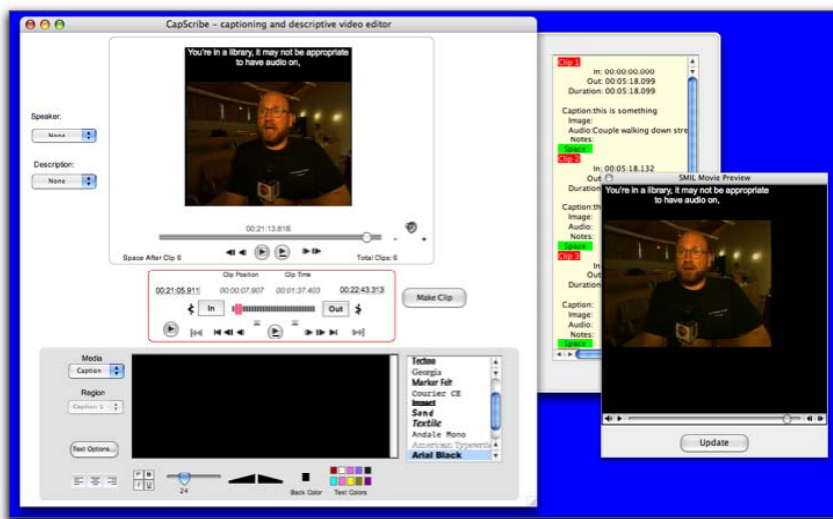 CapScribe - captioning and descriptive video editor
You're in a library, it may not be appropriate
to have audio on,
Speaker:
None
Description:
None
00:21:13.818
Space After Clip 6
Total Clips: 6
Clip Position
Clip Time
00:21:05.911
00:00:07.907
00:01:37.403
00:22:43.313
In
Out
Make Clip
Media
Caption
Region
Caption 1
Text Options...
24
Back Color
Text Colors
Techno
Georgia
Marker Felt
Courier CE
Impact
Sand
Textile
Andale Mono
American Typewrite
Arial Black
Clip 1
In: 00:00:00.000
Out: 00:05:18.099
Duration: 00:05:18.099
Caption:this is something
Image:
Audio:Couple walking down stre
Notes:
Space
Clip 2
In: 00:05:18.132
Out
Duration
Caption:th
Image:
Audio:
Notes:
Space
Clip 3
In
Out
Duration
Caption:
Image:
Audio:
Notes:
Space
SMIL Movie Preview
You're in a library, it may not be appropriate
to have audio on,
Update